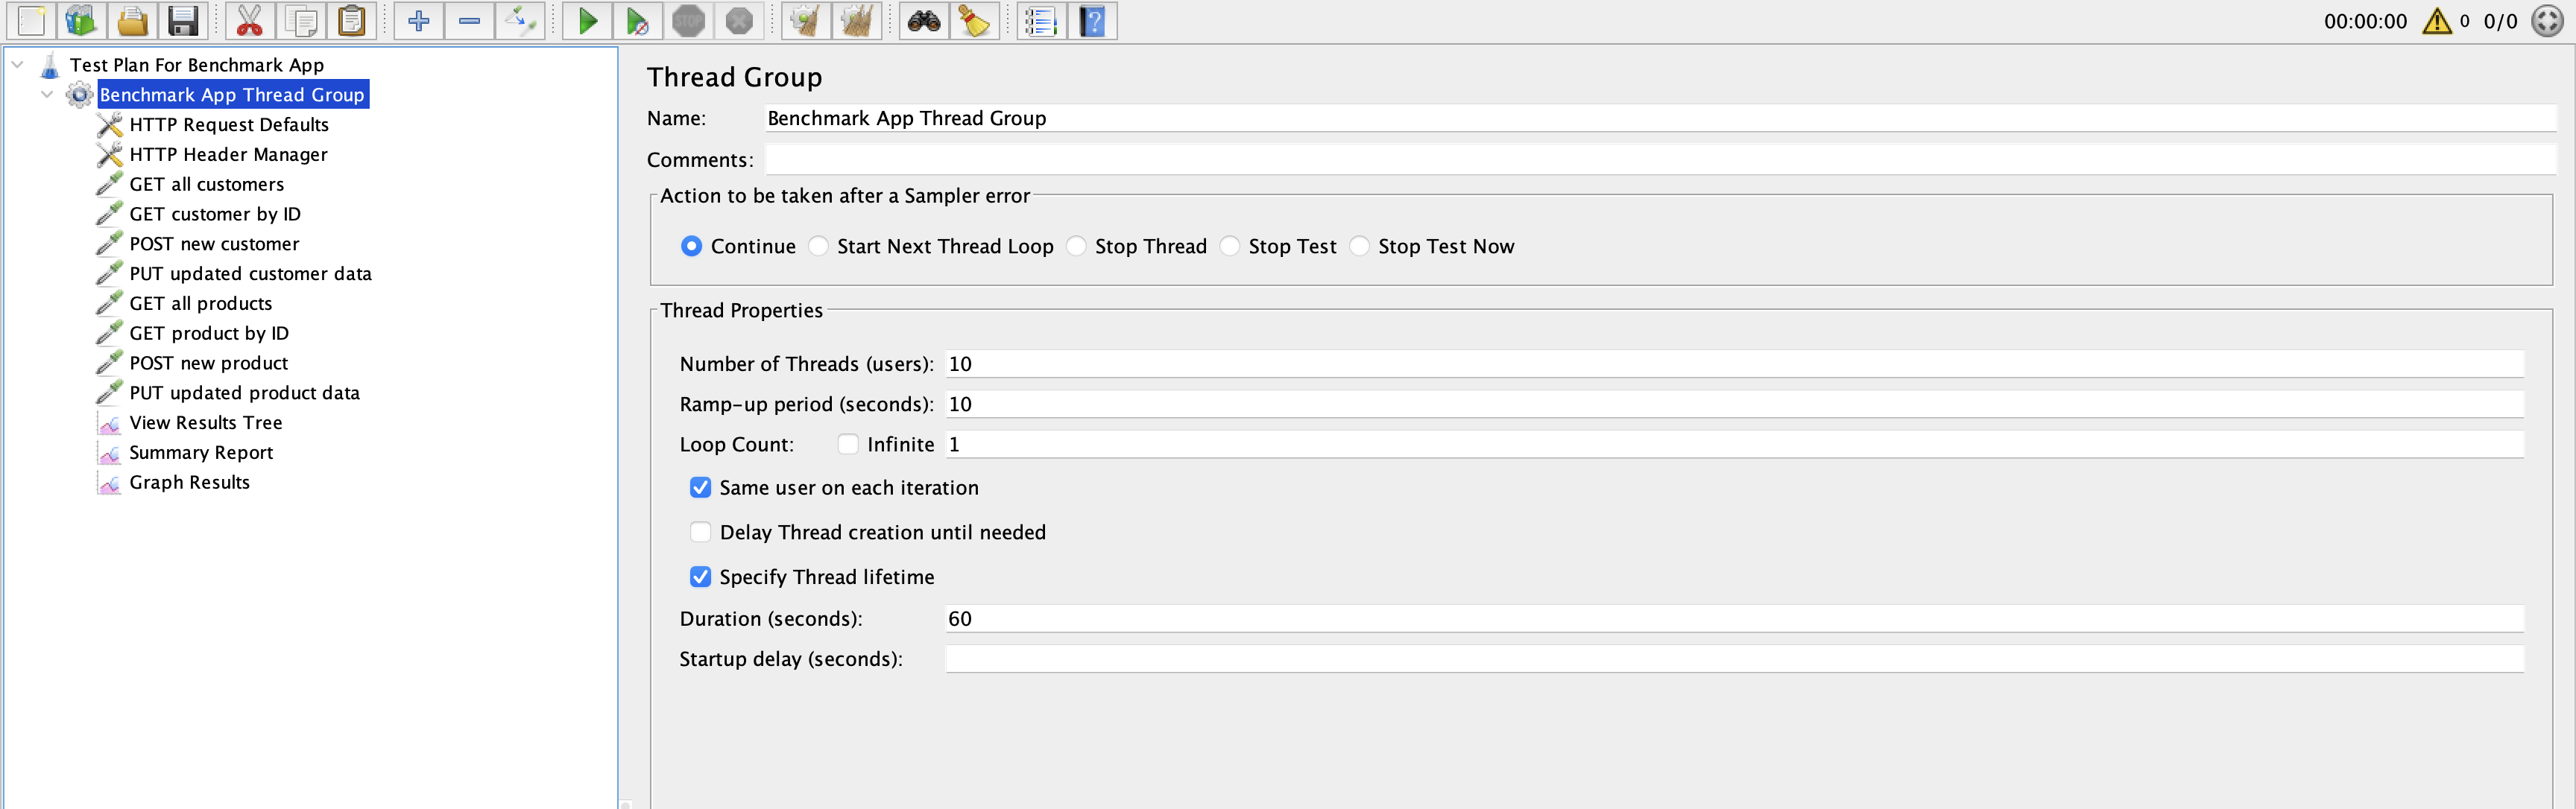 STOP
00:00:00 0 0/0
Test Plan For Benchmark App
Benchmark App Thread Group
HTTP Request Defaults
HTTP Header Manager
GET all customers
GET customer by ID
POST new customer
PUT updated customer data
GET all products
GET product by ID
POST new product
PUT updated product data
View Results Tree
Summary Report
Graph Results
Thread Group
Name: Benchmark App Thread Group
Comments:
Action to be taken after a Sampler error
Continue Start Next Thread Loop Stop Thread Stop Test Stop Test Now
Thread Properties
Number of Threads (users): 10
Ramp-up period (seconds): 10
Loop Count: Infinite 1
Same user on each iteration
Delay Thread creation until needed
Specify Thread lifetime
Duration (seconds): 60
Startup delay (seconds):